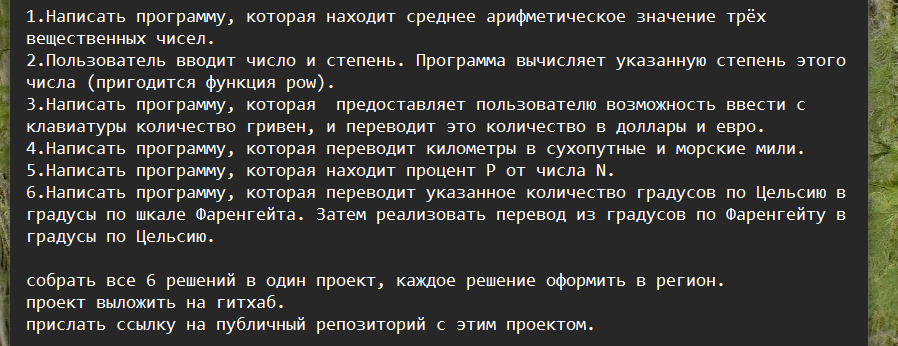 1.Написать программу, которая находит среднее арифметическое значение трёх
вещественных чисел.
2.Пользователь вводит число и степень. Программа вычисляет указанную степень этого
числа (пригодится функция pow).
3.Написать программу, которая  предоставляет пользователю возможность ввести с
клавиатуры количество гривен, и переводит это количество в доллары и евро.
4.Написать программу, которая переводит километры в сухопутные и морские мили.
5.Написать программу, которая находит процент P от числа N.
6.Написать программу, которая переводит указанное количество градусов по Цельсию в
градусы по шкале Фаренгейта. Затем реализовать перевод из градусов по Фаренгейту в
градусы по Цельсию.
собрать все 6 решений в один проект, каждое решение оформить в регион.
проект выложить на гитхаб.
прислать ссылку на публичный репозиторий с этим проектом.